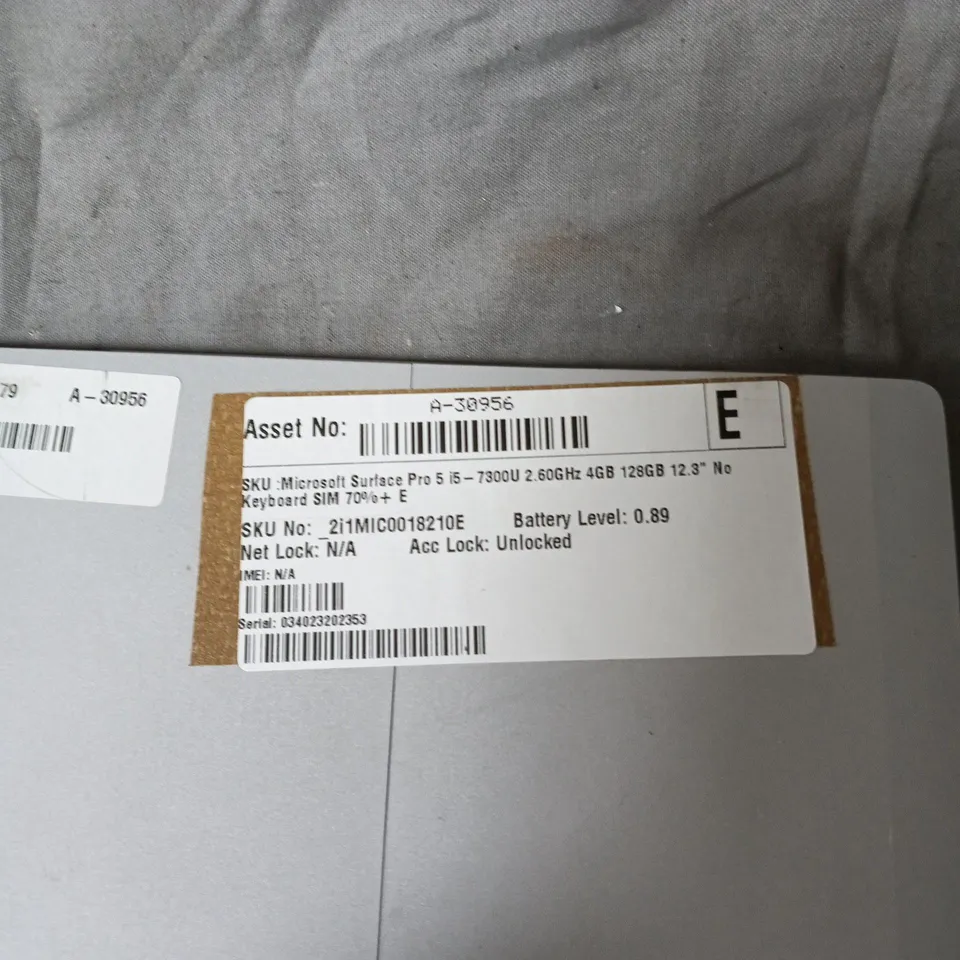 79 A-30956
A-30956
Asset No:
E
SKU :Microsoft Surface Pro 5 i5-7300U 2.60GHz 4GB 128GB 12.3" No
Keyboard SIM 70%+ E
SKU No: _2i1MIC0018210E Battery Level: 0.89
Net Lock: N/A Acc Lock: Unlocked
IMEI: N/A
Serial: 034023202353